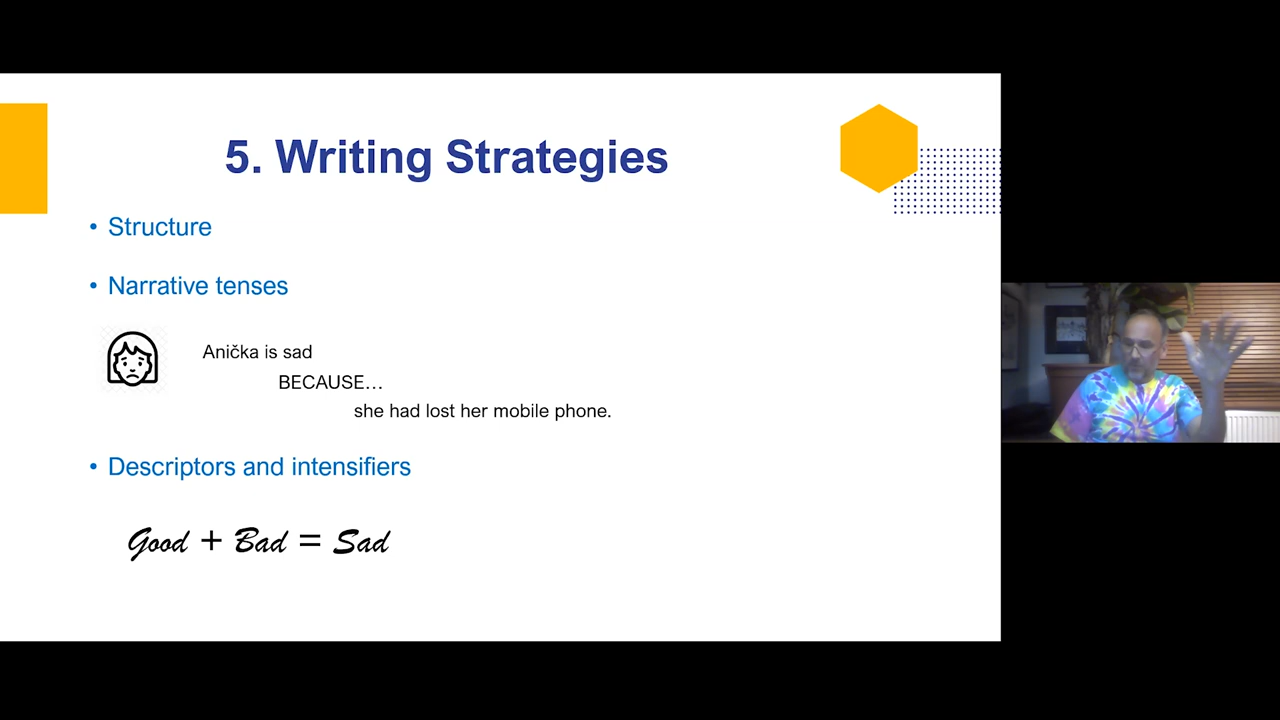 5. Writing Strategies
• Structure
• Narrative tenses
Anička is sad
BECAUSE…
she had lost her mobile phone.
• Descriptors and intensifiers
Good + Bad = Sad